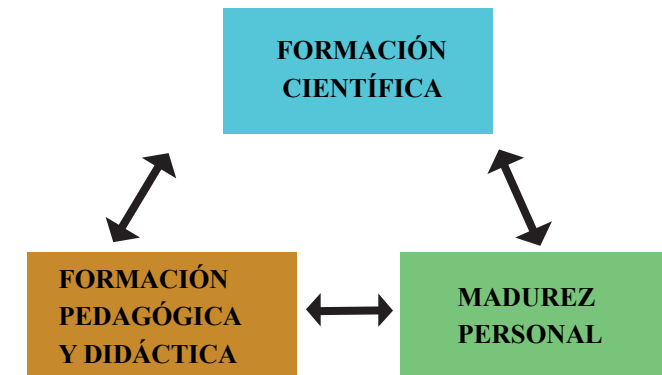 FORMACIÓN
CIENTÍFICA
FORMACIÓN
PEDAGÓGICA
Y DIDÁCTICA
MADUREZ
PERSONAL